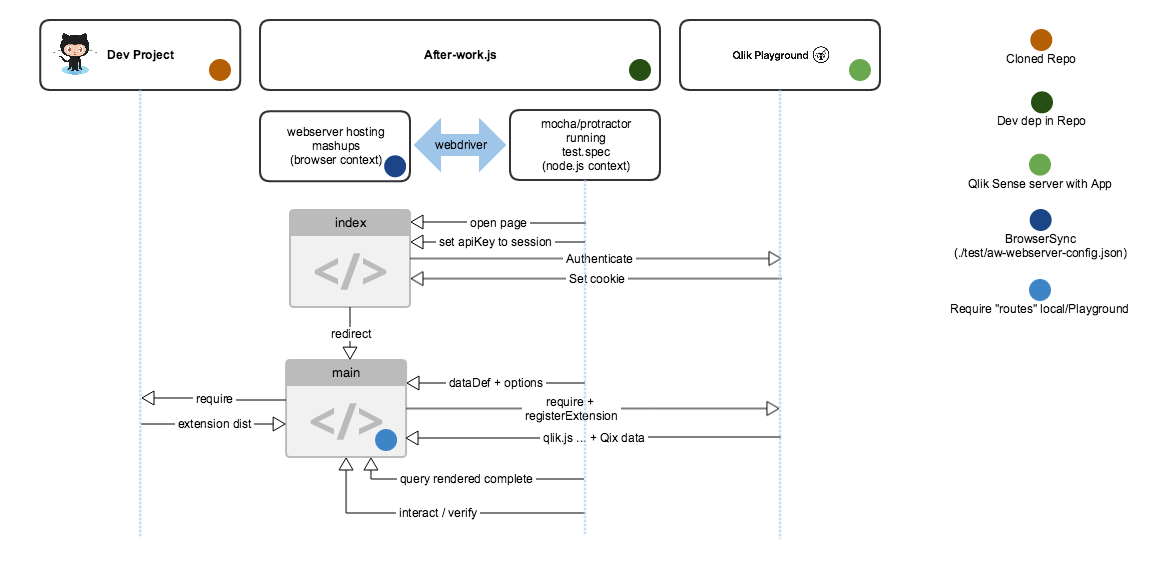 Dev Project
After-work.js
Qlik Playground
webserver hosting
mashups
(browser context)
webdriver
mocha/protractor
running
test.spec
(node.js context)
index
</>
open page
set apiKey to session
Authenticate
Set cookie
redirect
main
</>
dataDef + options
require
extension dist
require +
registerExtension
qlik.js ... + Qix data
query rendered complete
interact / verify
Cloned Repo
Dev dep in Repo
Qlik Sense server with App
BrowserSync
(./test/aw-webserver-config.json)
Require "routes" local/Playground